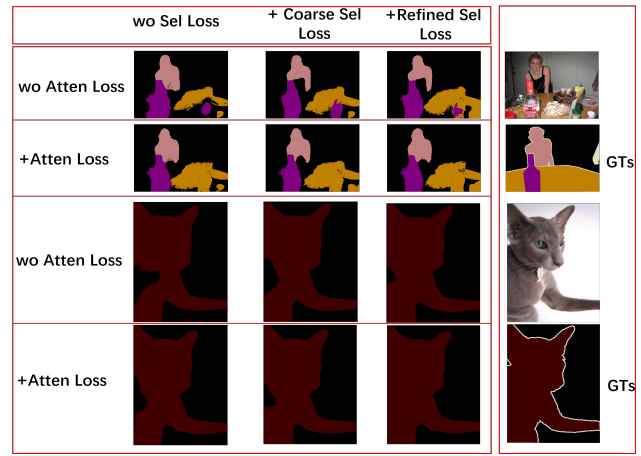 wo Sel Loss
+ Coarse Sel
Loss
+Refined Sel
Loss
wo Atten Loss
+Atten Loss
GTs
wo Atten Loss
+Atten Loss
GTs